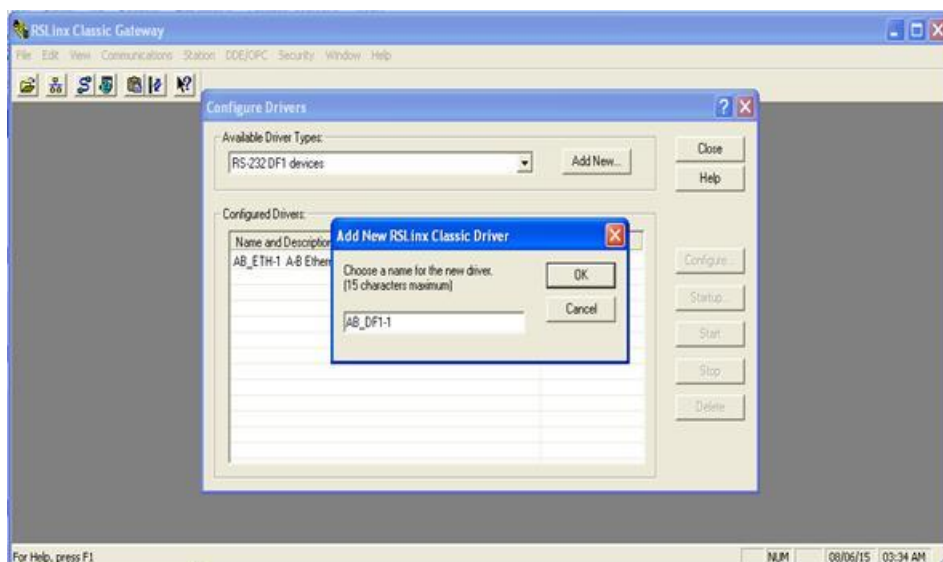 RSLinx Classic Gateway
File Edit View Communications Station DDE/OPC Security Window Help
Configure Drivers
Available Driver Types:
RS-232 DF1 devices
Add New...
Close
Help
Configured Drivers:
Name and Description
AB_ETH-1 A-B Ethern
Add New RSLinx Classic Driver
Choose a name for the new driver.
(15 characters maximum)
AB_DF1-1
OK
Cancel
Configure...
Startup...
Start
Stop
Delete
For Help, press F1
NUM
08/06/15
03:34 AM